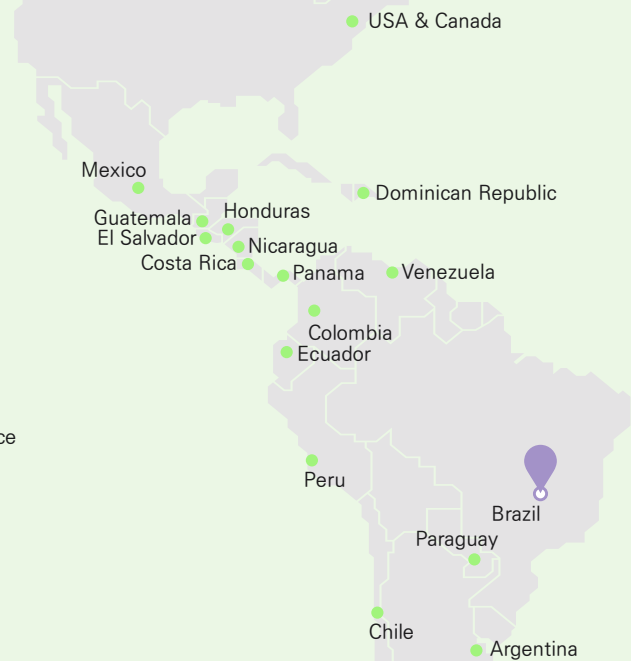 USA & Canada
Mexico
Dominican Republic
Honduras
Guatemala
El Salvador
Nicaragua
Costa Rica
Panama
Venezuela
Colombia
Ecuador
ce
Peru
Brazil
Paraguay
Chile
Argentina